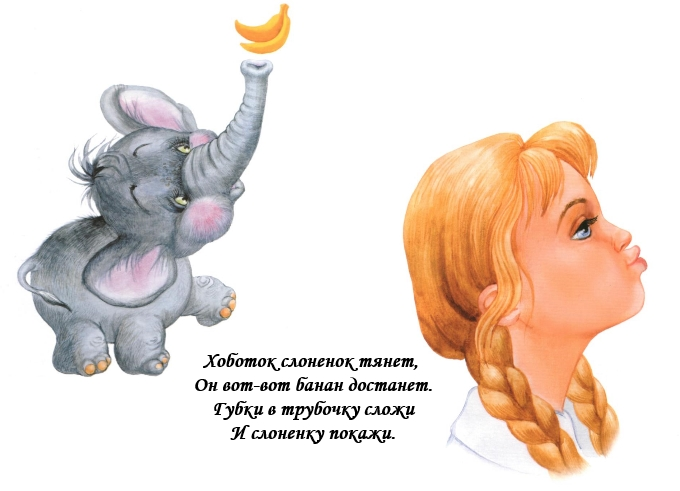 Хоботок слоненок тянет,
Он вот-вот банан достанет.
Губки в трубочку сложи
И слоненку покажи.